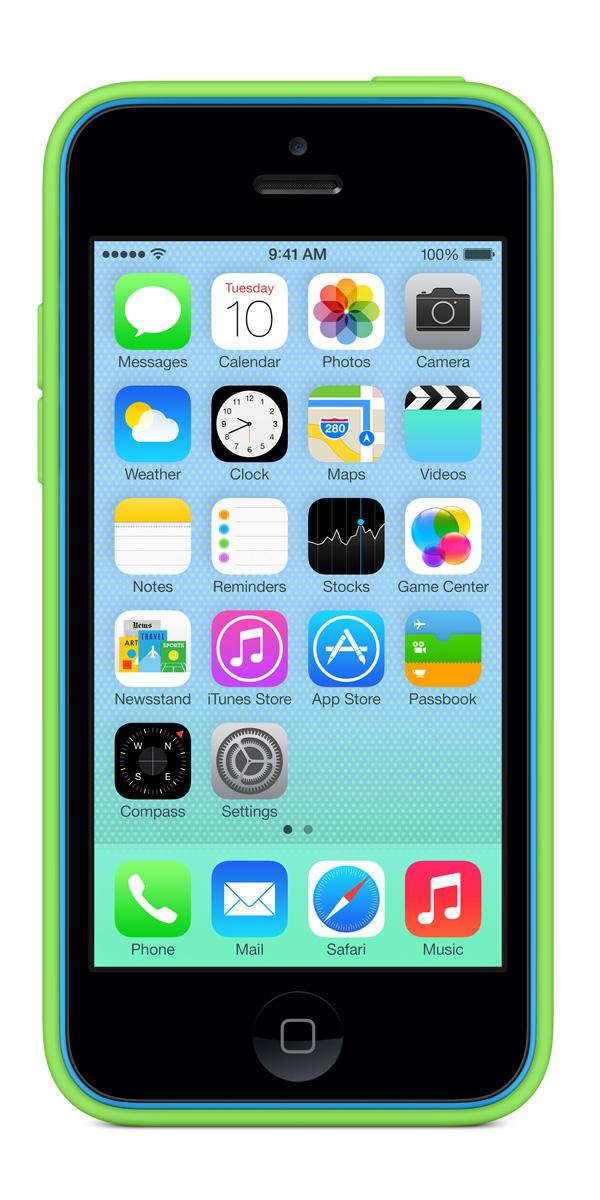 9:41 AM 100%
Tuesday
10
Messages Calendar Photos Camera
12
11 1
10 2
9 3
8 4
7 5
6
280
Weather Clock Maps Videos
Notes Reminders Stocks Game Center
News
ART TRAVEL SPORTS
Newsstand iTunes Store App Store Passbook
W N
S E
Compass Settings
Phone Mail Safari Music